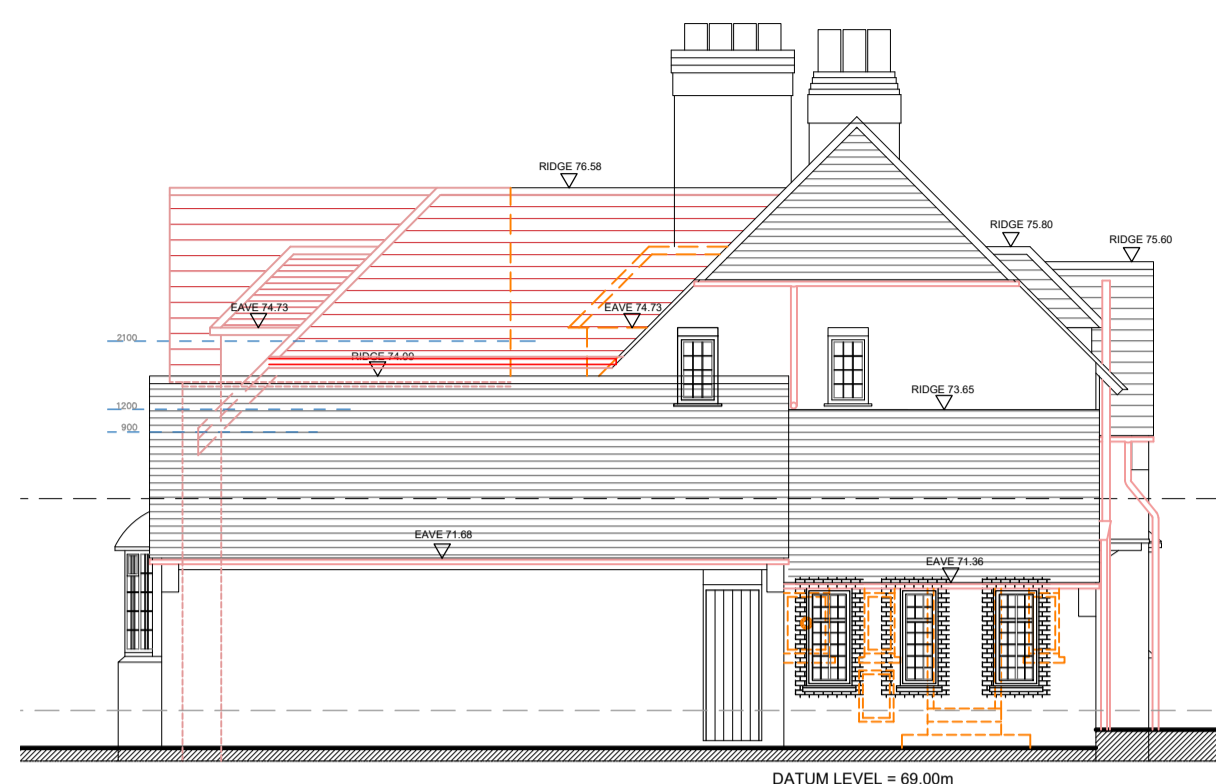 RIDGE 76.58
RIDGE 75.80
RIDGE 75.60
EAVE 74.73
EAVE 74.73
2100
RIDGE 74.09
RIDGE 73.65
1200
900
EAVE 71.68
EAVE 71.36
DATUM LEVEL = 69.00m